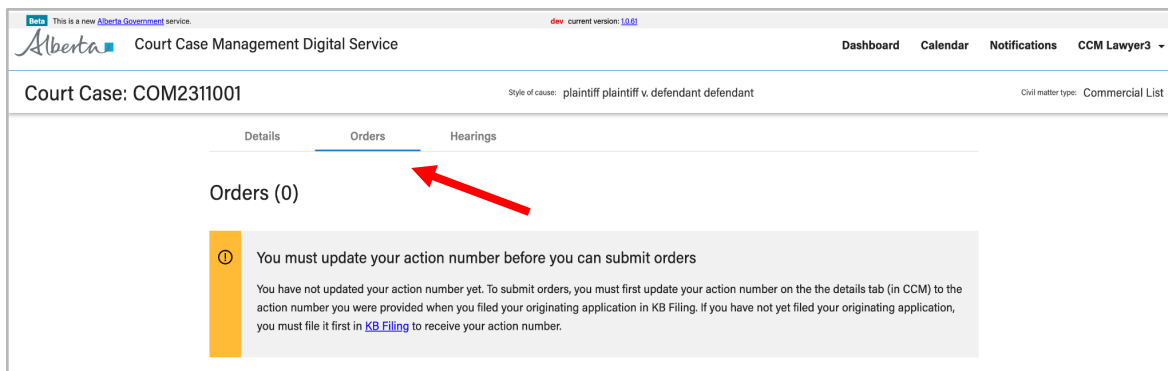 Beta This is a new Alberta Government service. dev current version: 1.0.61
Alberta Court Case Management Digital Service Dashboard Calendar Notifications CCM Lawyer3
Court Case: COM2311001 Style of cause: plaintiff plaintiff v. defendant defendant Civil matter type: Commercial List
Details Orders Hearings
Orders (0)
You must update your action number before you can submit orders
You have not updated your action number yet. To submit orders, you must first update your action number on the the details tab (in CCM) to the
action number you were provided when you filed your originating application in KB Filing. If you have not yet filed your originating application,
you must file it first in KB Filing to receive your action number.